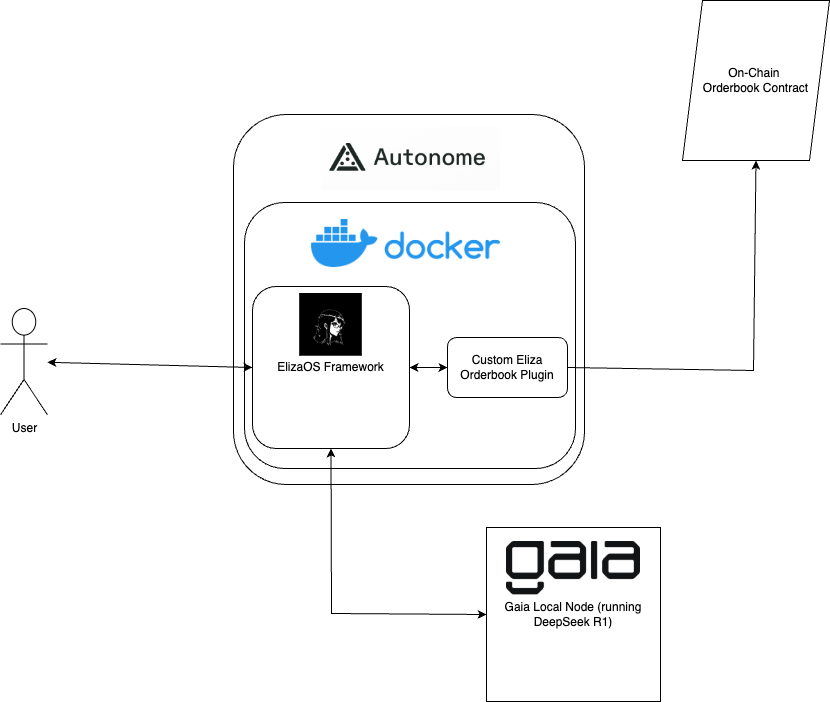 On-Chain
Orderbook Contract
Autonome
docker
ElizaOS Framework
Custom Eliza
Orderbook Plugin
User
gaia
Gaia Local Node (running
DeepSeek R1)